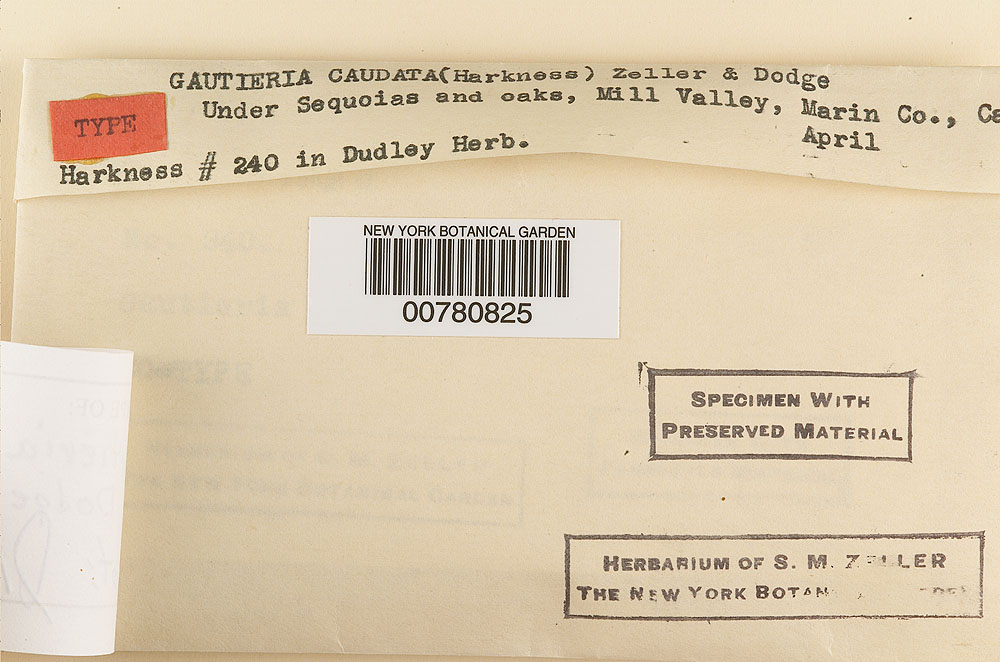 GAUTIERIA CAUDATA(Harkness) Zeller & Dodge
Under Sequoias and oaks, Mill Valley, Marin Co., Ca
TYPE
April
Harkness # 240 in Dudley Herb.
NEW YORK BOTANICAL GARDEN
00780825
SPECIMEN WITH
PRESERVED MATERIAL
HERBARIUM OF S. M. ZELLER
THE NEW YORK BOTAN